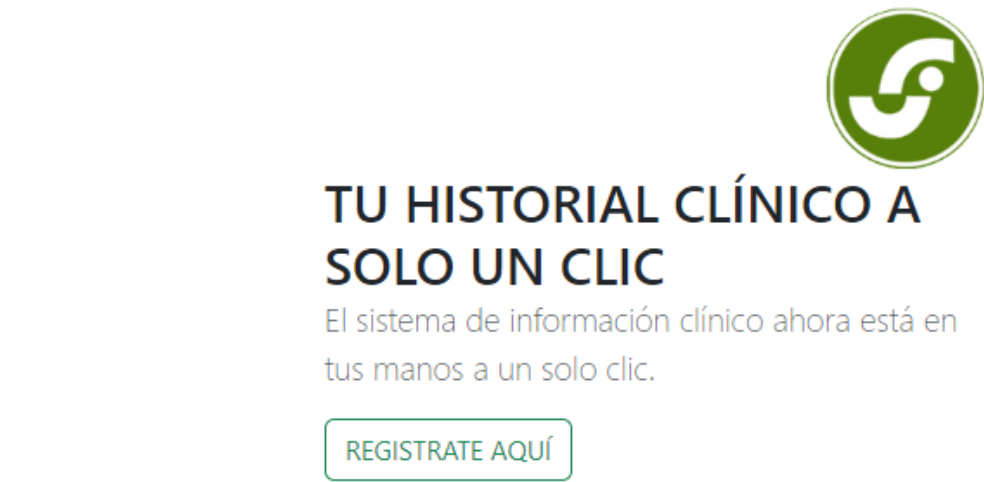 TU HISTORIAL CLÍNICO A
SOLO UN CLIC
El sistema de información clínico ahora está en
tus manos a un solo clic.
REGISTRATE AQUÍ